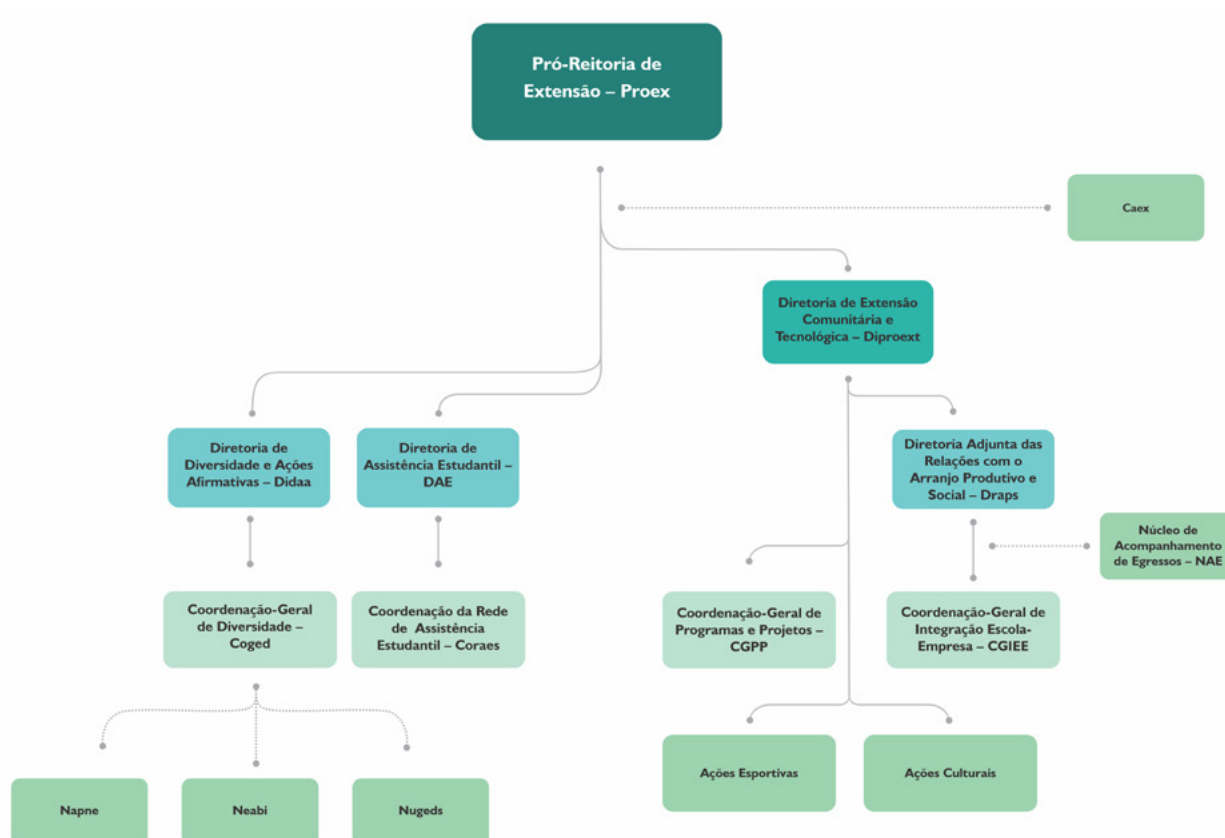 Pró-Reitoria de
Extensão – Proex
Caex
Diretoria de Extensão
Comunitária e
Tecnológica – Diproext
Diretoria de
Diversidade e Ações
Afirmativas – Didaa
Diretoria de
Assistência Estudantil –
DAE
Diretoria Adjunta das
Relações com o
Arranjo Produtivo e
Social – Draps
Núcleo de
Acompanhamento
de Egressos – NAE
Coordenação-Geral
de Diversidade –
Coged
Coordenação da Rede
de Assistência
Estudantil – Coraes
Coordenação-Geral de
Programas e Projetos –
CGPP
Coordenação-Geral de
Integração Escola-
Empresa – CGIEE
Ações Esportivas
Ações Culturais
Napne
Neabi
Nugeds